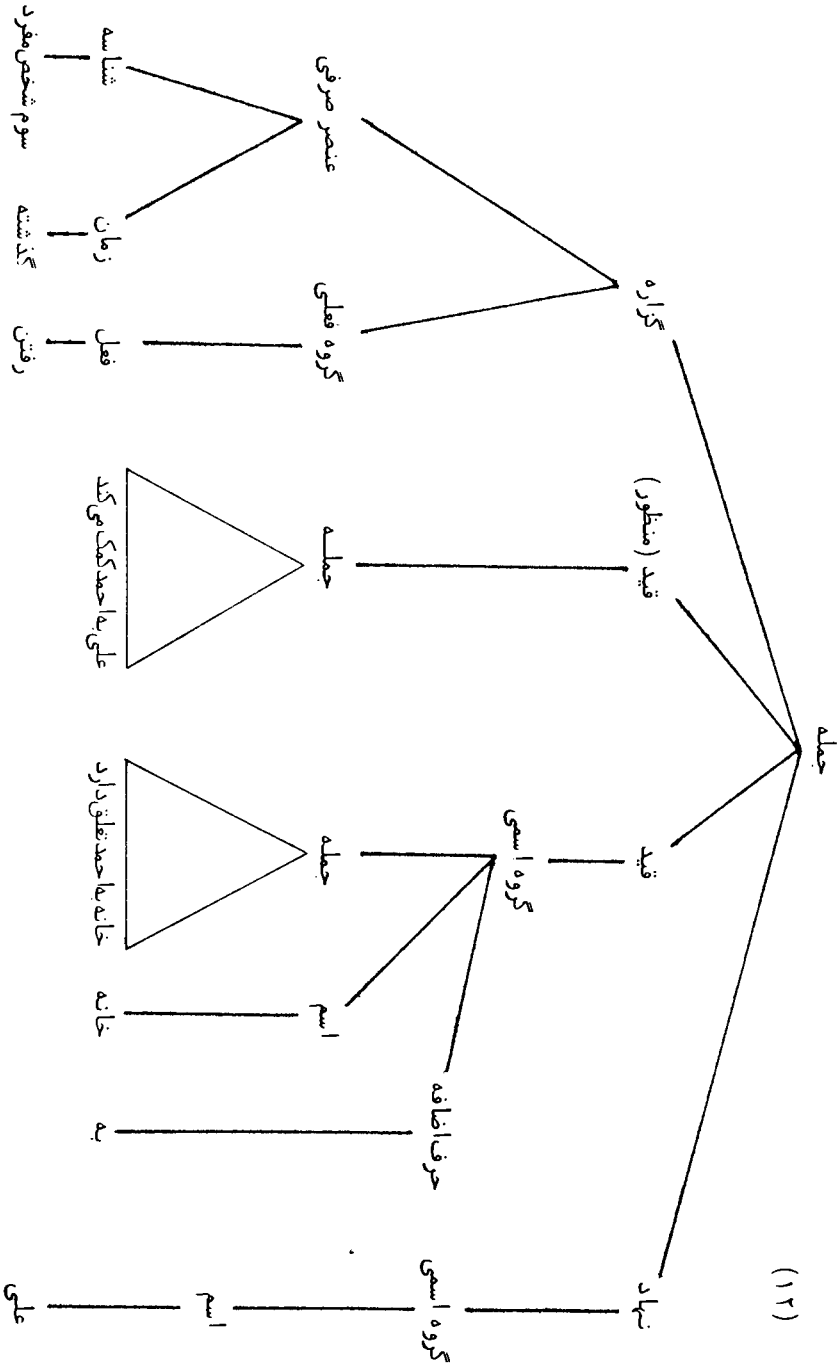 (۱۲)
جمله
نهاد
قید
قید (منظور)
گزاره
گروه اسمی
گروه اسمی
حرف اضافه
اسم
جمله
جمله
گروه فعلی
عنصر صرفی
اسم
علی
به
خانه
خانه به احمد تعلق دارد
علی به احمد کمک می‌کند
فعل
رفتن
زمان
گذشته
شناسه
سوم شخص مفرد